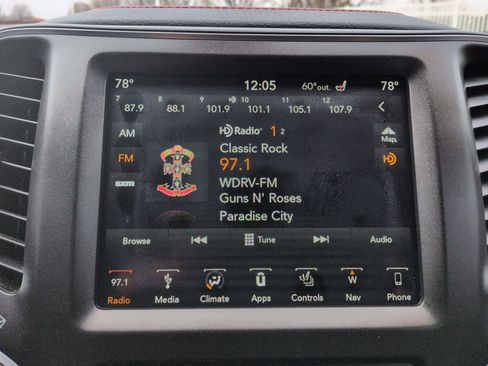 78° 12:05 60°out. 78°
7 8 9 10 11 12
87.9 88.1 101.9 101.1 105.1 107.9
AM
HD Radio 1 2
Map
Classic Rock
FM
97.1
HD
WDRV-FM
sxm
Guns N' Roses
Paradise City
Browse Tune Audio
97.1
Radio Media Climate Apps Controls Nav Phone